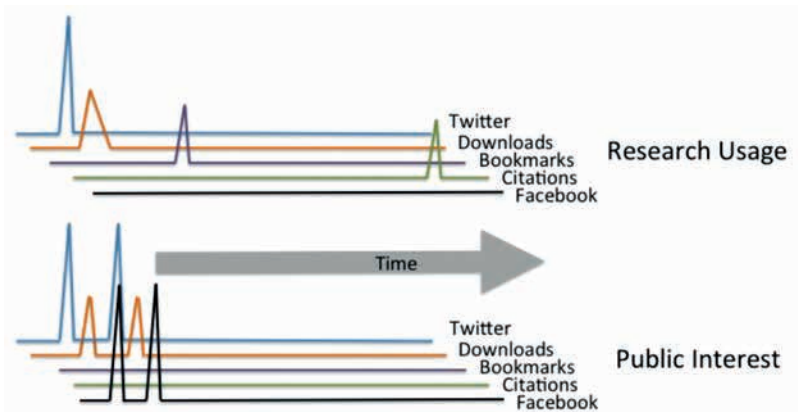 Twitter
Downloads
Bookmarks
Citations
Facebook
Research Usage
Time
Twitter
Downloads
Bookmarks
Citations
Facebook
Public Interest